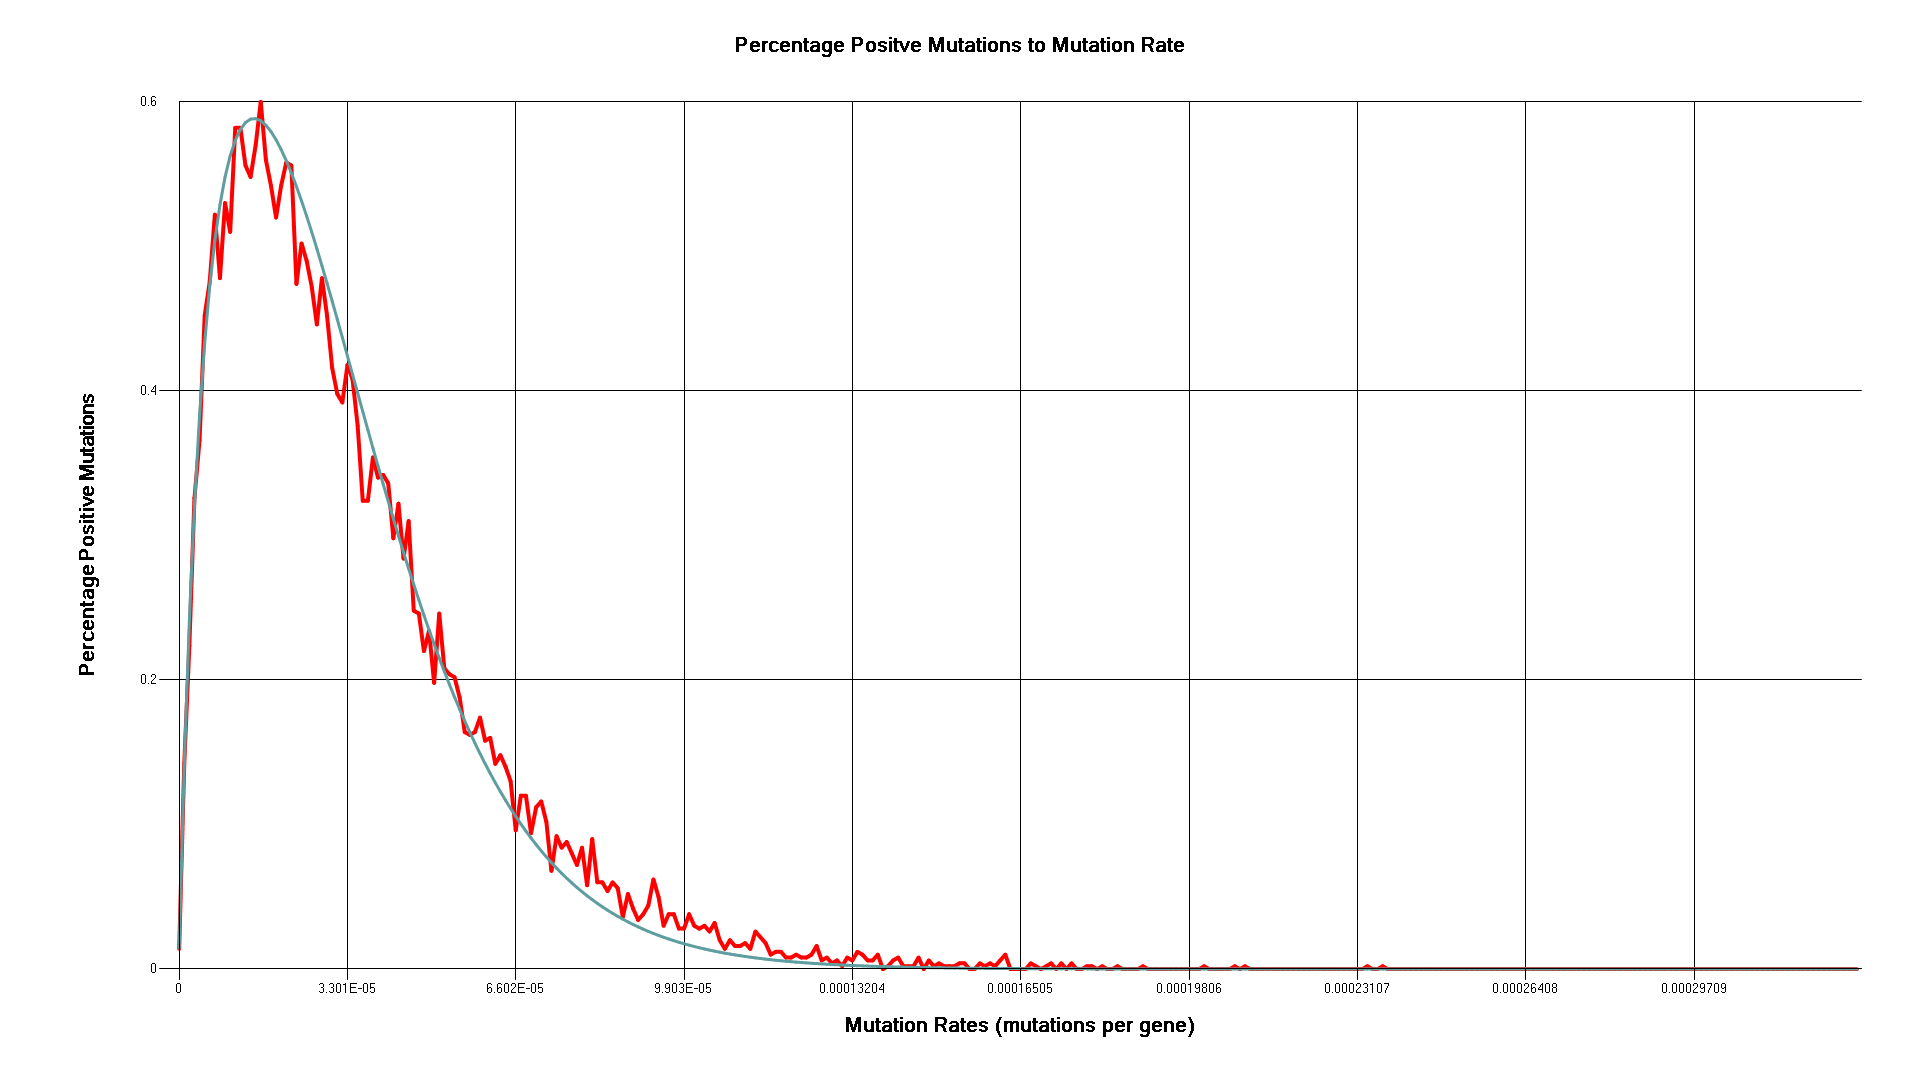 Percentage Positve Mutations to Mutation Rate
0.6
0.4
0.2
0
Percentage Positive Mutations
0 3.301E-05 6.602E-05 9.903E-05 0.00013204 0.00016505 0.00019806 0.00023107 0.00026408 0.00029709
Mutation Rates (mutations per gene)